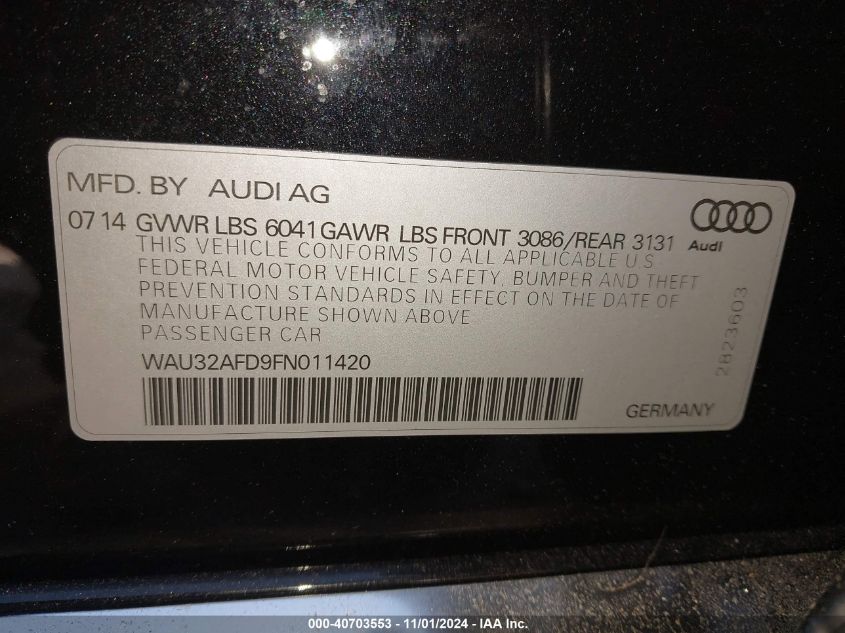 MFD. BY AUDI AG
07 14 GVWR LBS 6041 GAWR LBS FRONT 3086/REAR 3131
Audi
THIS VEHICLE CONFORMS TO ALL APPLICABLE U.S.
FEDERAL MOTOR VEHICLE SAFETY, BUMPER AND THEFT
PREVENTION STANDARDS IN EFFECT ON THE DATE OF
MANUFACTURE SHOWN ABOVE
PASSENGER CAR
WAU32AFD9FN011420
GERMANY
2823603
000-40703553 - 11/01/2024 - IAA Inc.